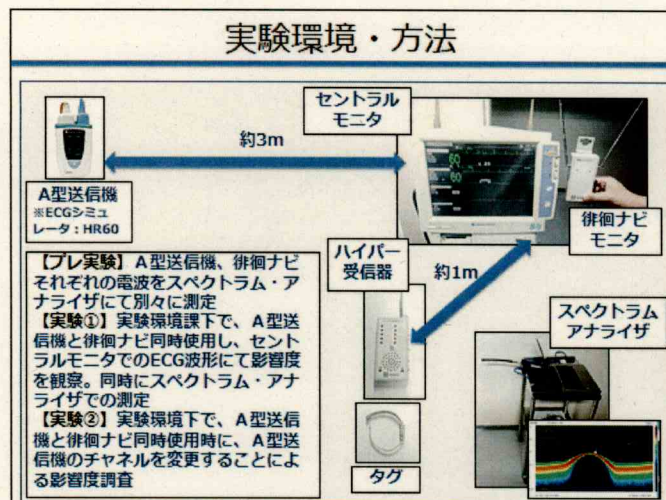 実験環境・方法
セントラル
モニタ
約3m
A型送信機
※ECGシミュ
レータ：HR60
60
60
徘徊ナビ
モニタ
ハイパー
受信器
約1m
スペクトラム
アナライザ
タグ
【プレ実験】A型送信機、徘徊ナビ
それぞれの電波をスペクトラム・ア
ナライザにて別々に測定
【実験①】実験環境課下で、A型送
信機と徘徊ナビ同時使用し、セント
ラルモニタでのECG波形にて影響度
を観察。同時にスペクトラム・アナ
ライザでの測定
【実験②】実験環境下で、A型送信
機と徘徊ナビ同時使用時に、A型送
信機のチャネルを変更することによ
る影響度調査